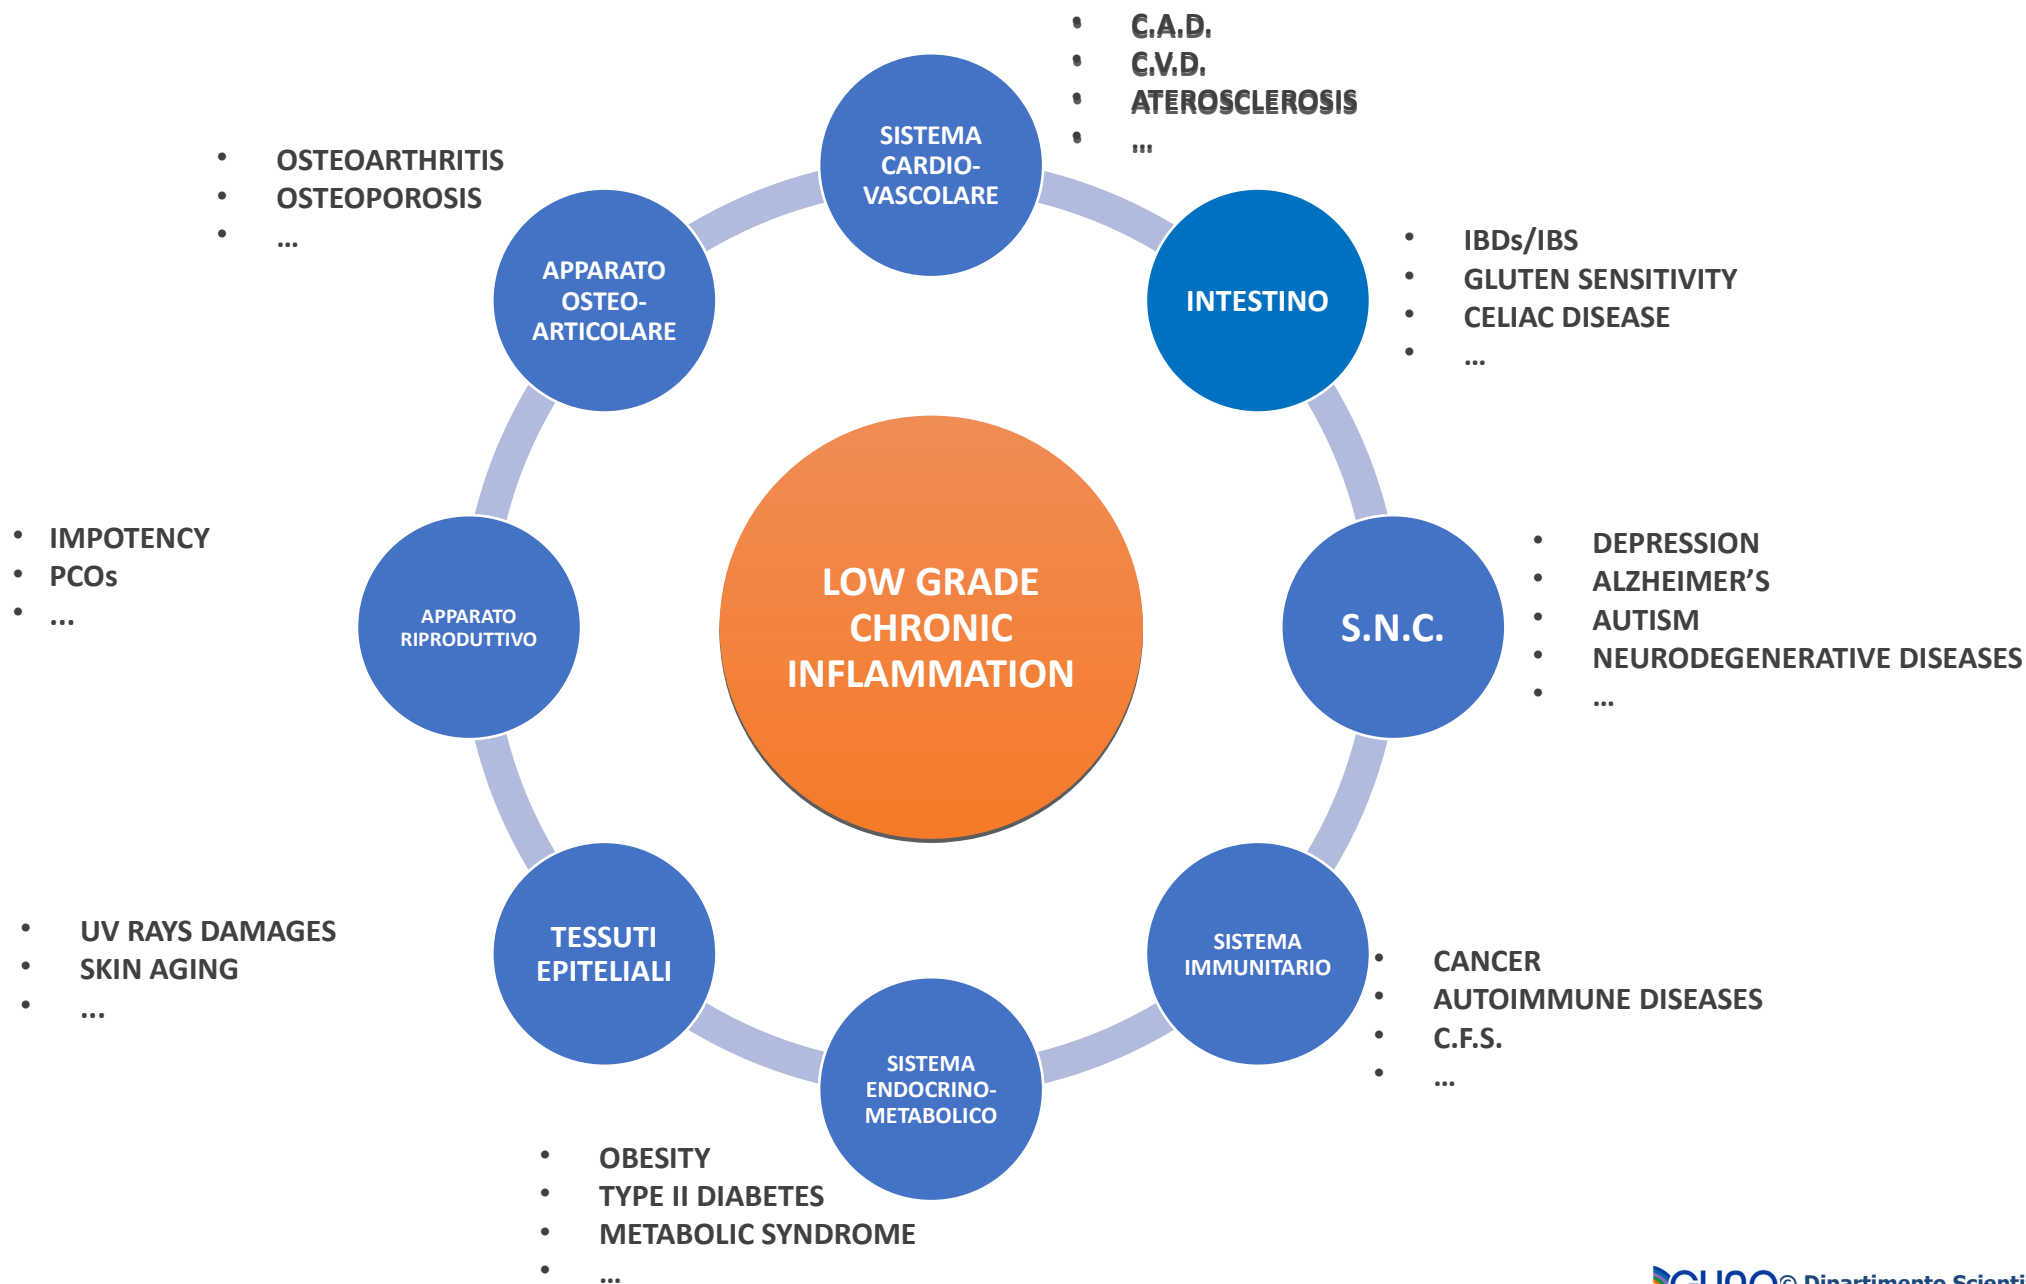 • C.A.D.
• C.V.D.
• ATEROSCLEROSIS
• ...
SISTEMA
CARDIO-
VASCOLARE
• OSTEOARTHRITIS
• OSTEOPOROSIS
• ...
APPARATO
OSTEO-
ARTICOLARE
INTESTINO
• IBDs/IBS
• GLUTEN SENSITIVITY
• CELIAC DISEASE
• ...
• IMPOTENCY
• PCOs
• ...
APPARATO
RIPRODUTTIVO
LOW GRADE
CHRONIC
INFLAMMATION
S.N.C.
• DEPRESSION
• ALZHEIMER’S
• AUTISM
• NEURODEGENERATIVE DISEASES
• ...
• UV RAYS DAMAGES
• SKIN AGING
• ...
TESSUTI
EPITELIALI
SISTEMA
IMMUNITARIO
• CANCER
• AUTOIMMUNE DISEASES
• C.F.S.
• ...
SISTEMA
ENDOCRINO-
METABOLICO
• OBESITY
• TYPE II DIABETES
• METABOLIC SYNDROME
• ...
© Dipartimento Scienti